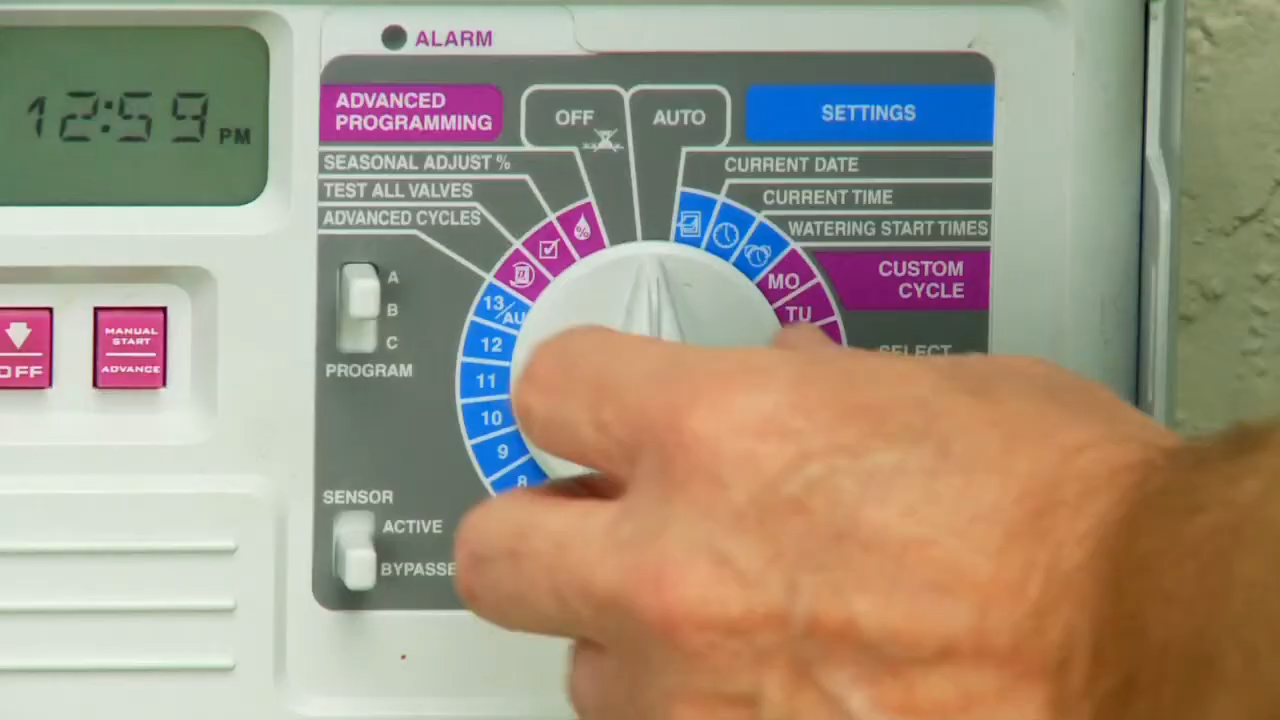 ALARM
12:59 PM
ADVANCED
PROGRAMMING
OFF
AUTO
SETTINGS
SEASONAL ADJUST %
TEST ALL VALVES
ADVANCED CYCLES
CURRENT DATE
CURRENT TIME
WATERING START TIMES
CUSTOM
CYCLE
%
MO
TU
SELECT
13/AU
12
11
10
9
8
A
B
C
PROGRAM
OFF
MANUAL
START
ADVANCE
SENSOR
ACTIVE
BYPASSE